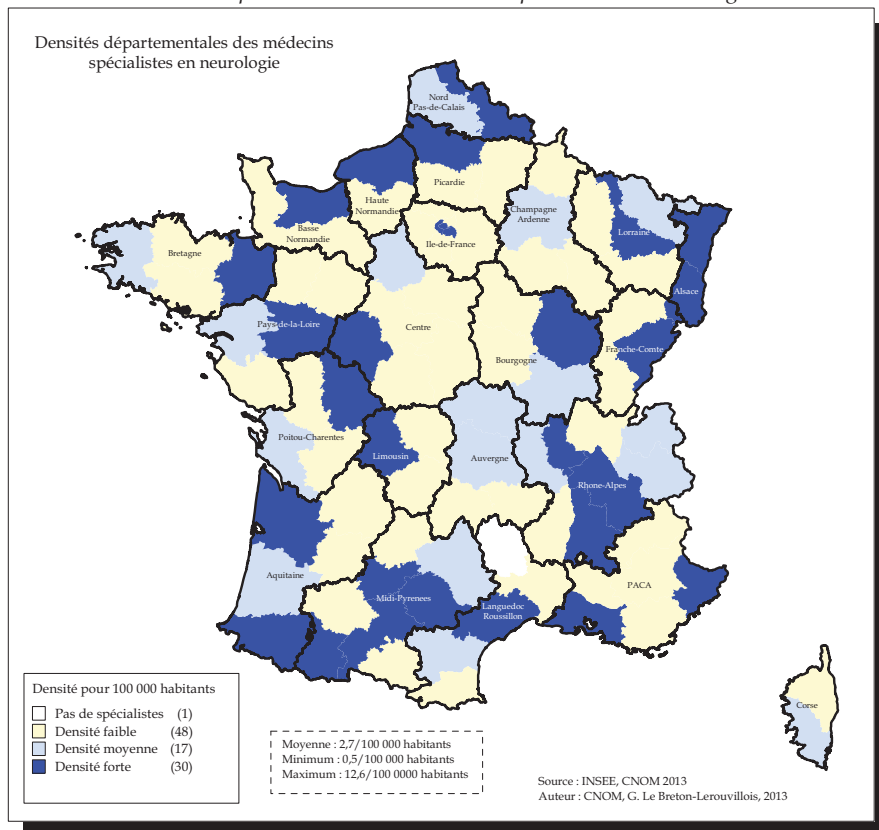 Densités départementales des médecins
spécialistes en neurologie
Nord
Pas-de-Calais
Picardie
Haute
Normandie
Basse
Normandie
Ile-de-France
Champagne
Ardenne
Lorraine
Alsace
Bretagne
Pays-de-la-Loire
Centre
Bourgogne
Franche-Comte
Poitou-Charentes
Limousin
Auvergne
Rhone-Alpes
Aquitaine
Midi-Pyrenees
Languedoc
Roussillon
PACA
Corse
Densité pour 100 000 habitants
Pas de spécialistes (1)
Densité faible (48)
Densité moyenne (17)
Densité forte (30)
Moyenne : 2,7/100 000 habitants
Minimum : 0,5/100 000 habitants
Maximum : 12,6/100 0000 habitants
Source : INSEE, CNOM 2013
Auteur : CNOM, G. Le Breton-Lerouvillois, 2013